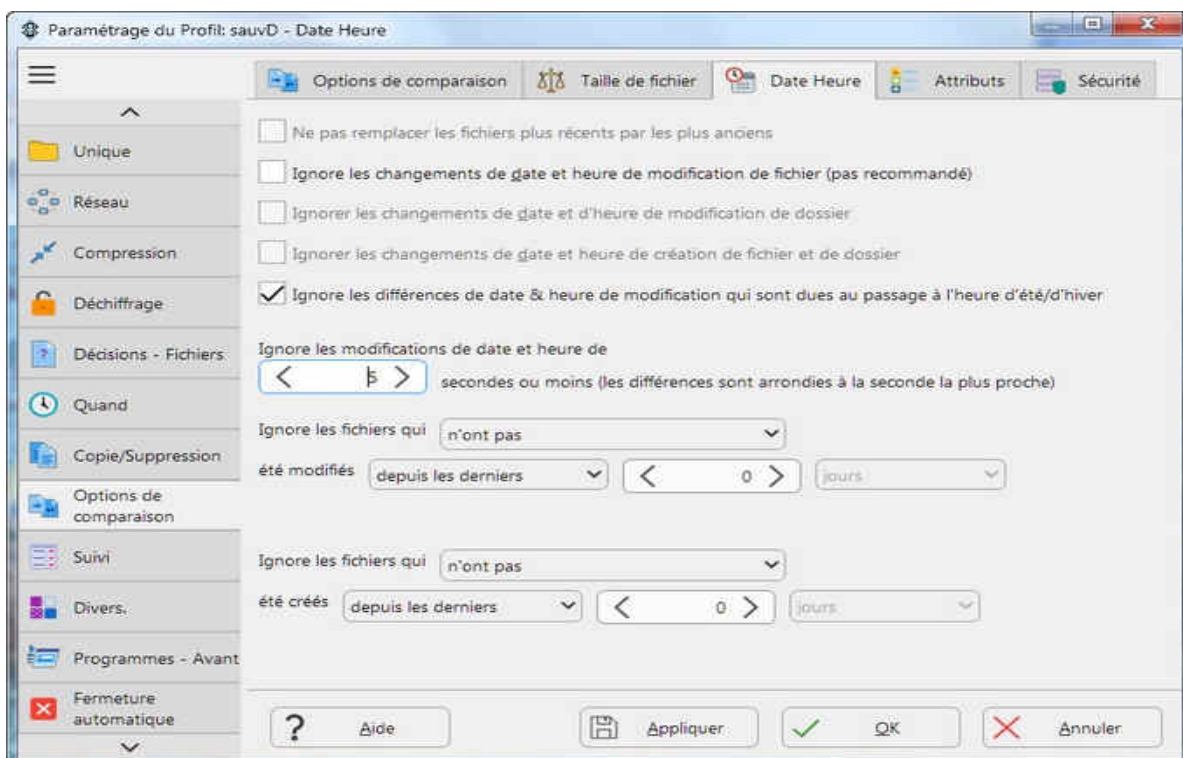 Paramétrage du Profil: sauvD - Date Heure
Options de comparaison
Taille de fichier
Date Heure
Attributs
Sécurité
Unique
Réseau
Compression
Déchiffrage
Décisions - Fichiers
Quand
Copie/Suppression
Options de
comparaison
Suivi
Divers.
Programmes - Avant
Fermeture
automatique
Ne pas remplacer les fichiers plus récents par les plus anciens
Ignore les changements de date et heure de modification de fichier (pas recommandé)
Ignorer les changements de date et d'heure de modification de dossier
Ignorer les changements de date et heure de création de fichier et de dossier
Ignore les différences de date & heure de modification qui sont dues au passage à l'heure d'été/d'hiver
Ignore les modifications de date et heure de
5 secondes ou moins (les différences sont arrondies à la seconde la plus proche)
Ignore les fichiers qui n'ont pas
été modifiés depuis les derniers 0 jours
Ignore les fichiers qui n'ont pas
été créés depuis les derniers 0 jours
? Aide
Appliquer
OK
Annuler